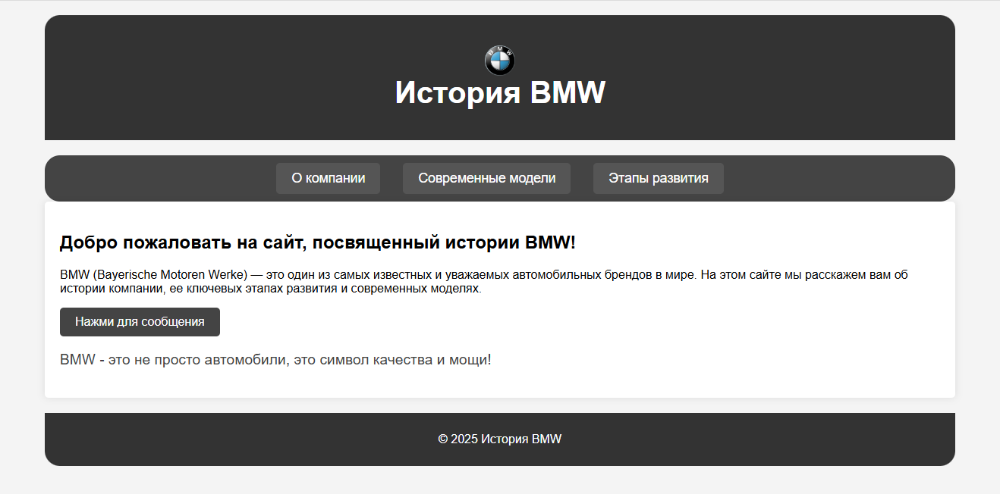 BMW
История BMW
О компании
Современные модели
Этапы развития
Добро пожаловать на сайт, посвященный истории BMW!
BMW (Bayerische Motoren Werke) — это один из самых известных и уважаемых автомобильных брендов в мире. На этом сайте мы расскажем вам об
истории компании, ее ключевых этапах развития и современных моделях.
Нажми для сообщения
BMW - это не просто автомобили, это символ качества и мощи!
© 2025 История BMW